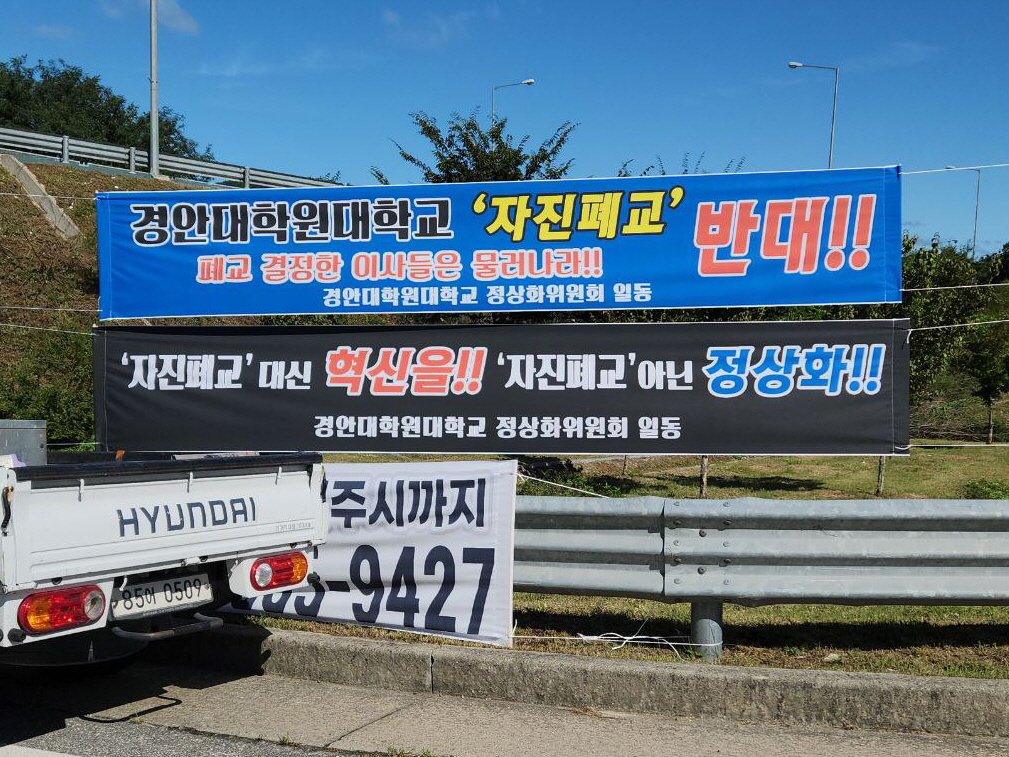 경안대학원대학교 '자진폐교' 반대!!
폐교 결정한 이사들은 물러나라!!
경안대학원대학교 정상화위원회 일동
'자진폐교' 대신 혁신을!! '자진폐교'아닌 정상화!!
경안대학원대학교 정상화위원회 일동
주시까지
-9427
HYUNDAI
85어 0509